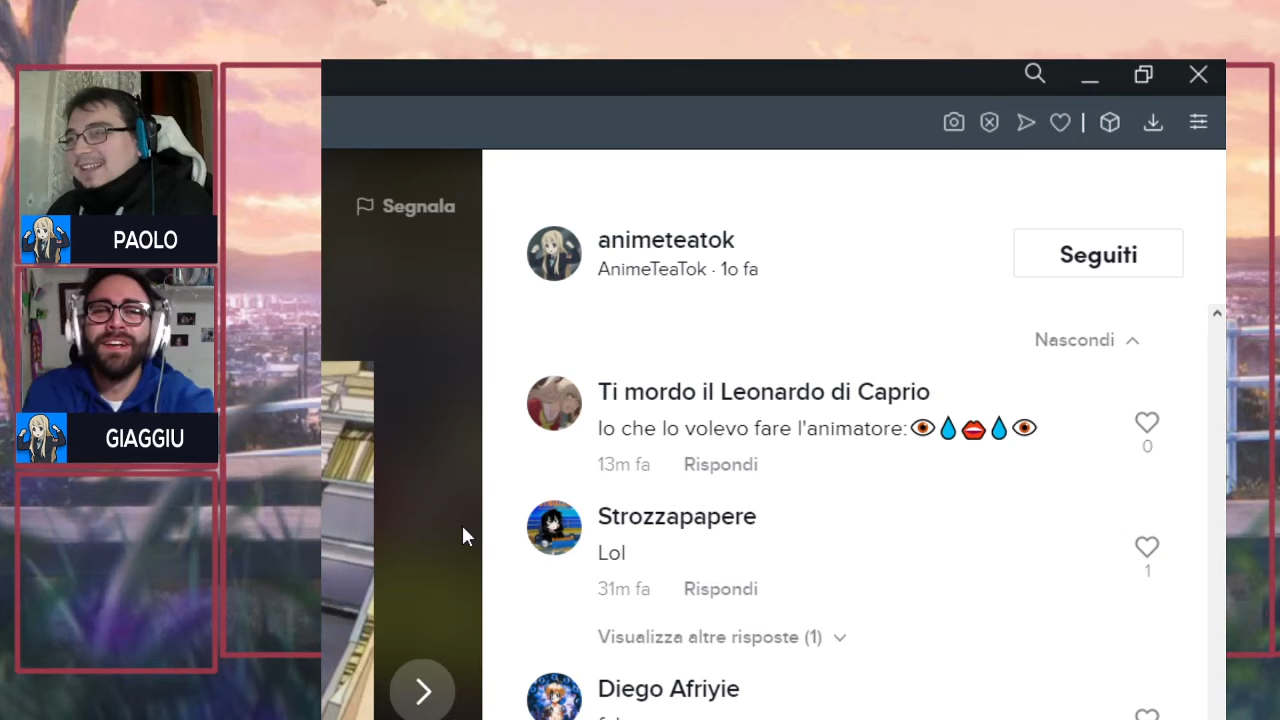 PAOLO
GIAGGIU
Segnala
animeteatok
AnimeTeaTok · 1o fa
Seguiti
Nascondi
Ti mordo il Leonardo di Caprio
Io che lo volevo fare l'animatore:👁️💧👄💧👁️
0
13m fa Rispondi
Strozzapapere
Lol
1
31m fa Rispondi
Visualizza altre risposte (1)
Diego Afriyie